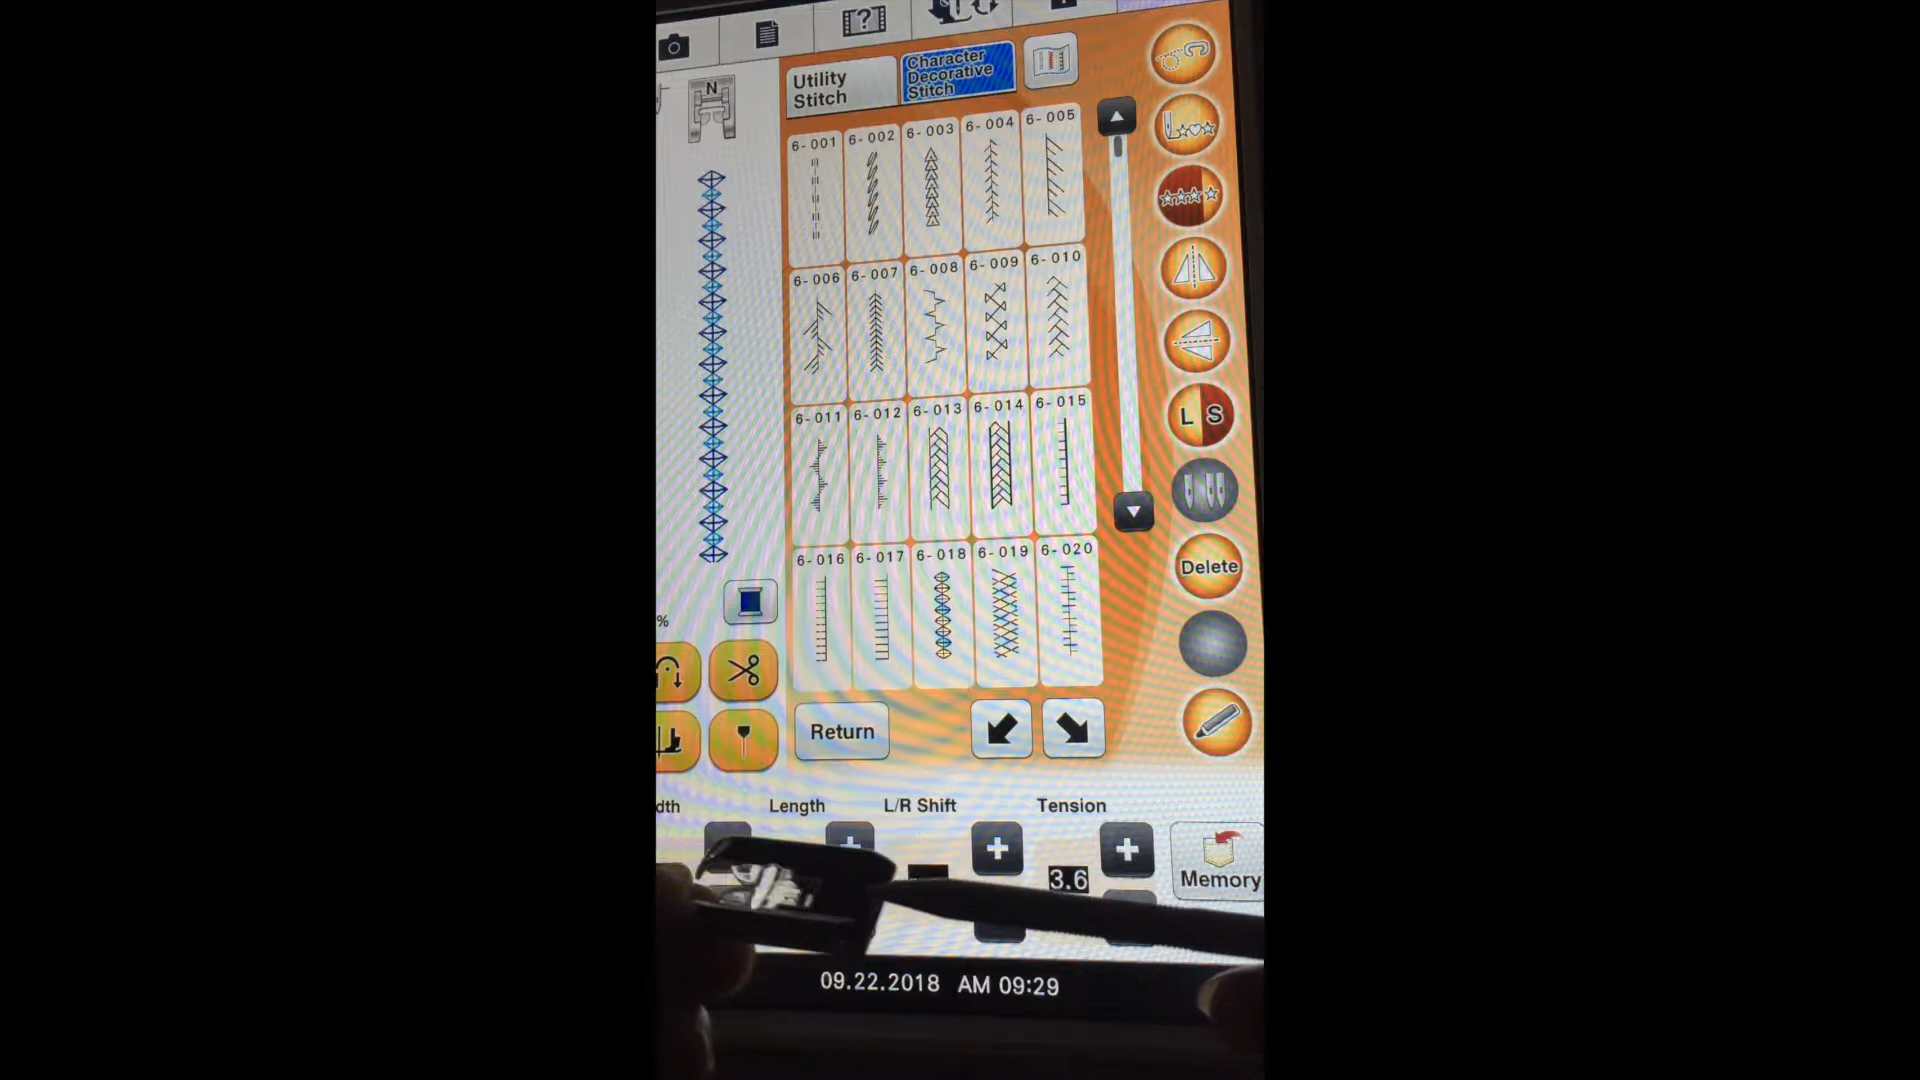 ?
N
Utility
Stitch
Character
Decorative
Stitch
6-001
6-002
6-003
6-004
6-005
6-006
6-007
6-008
6-009
6-010
6-011
6-012
6-013
6-014
6-015
6-016
6-017
6-018
6-019
6-020
L S
Delete
%
Return
dth
Length
L/R Shift
Tension
3.6
Memory
09.22.2018 AM 09:29